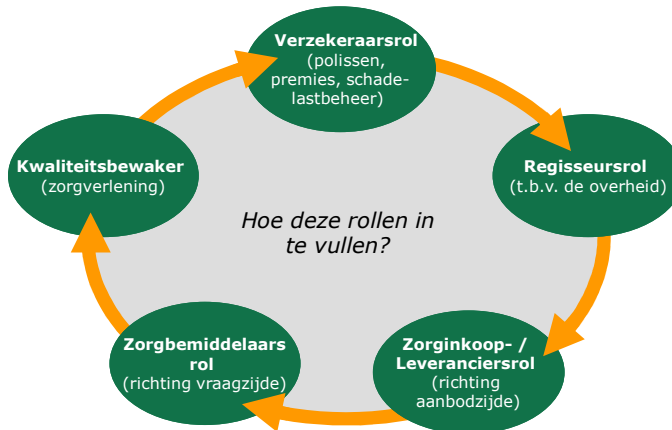 Verzekeraarsrol
(polissen,
premies, schade-
lastbeheer)
Kwaliteitsbewaker
(zorgverlening)
Regisseursrol
(t.b.v. de overheid)
Hoe deze rollen in
te vullen?
Zorgbemiddelaars
rol
(richting vraagzijde)
Zorginkoop- /
Leveranciersrol
(richting
aanbodzijde)